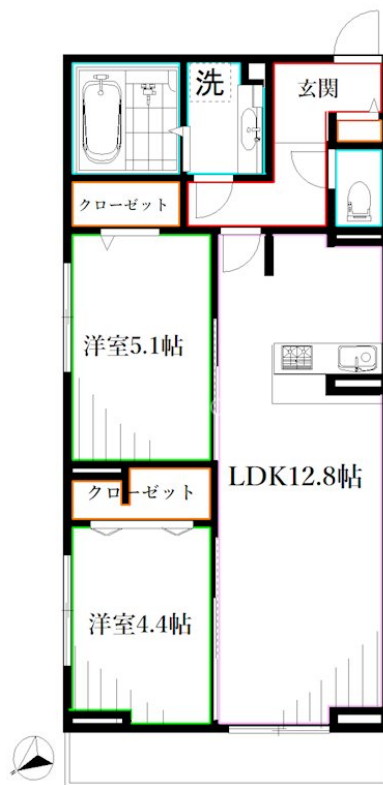 洗
玄関
クローゼット
洋室5.1帖
LDK12.8帖
クローゼット
洋室4.4帖